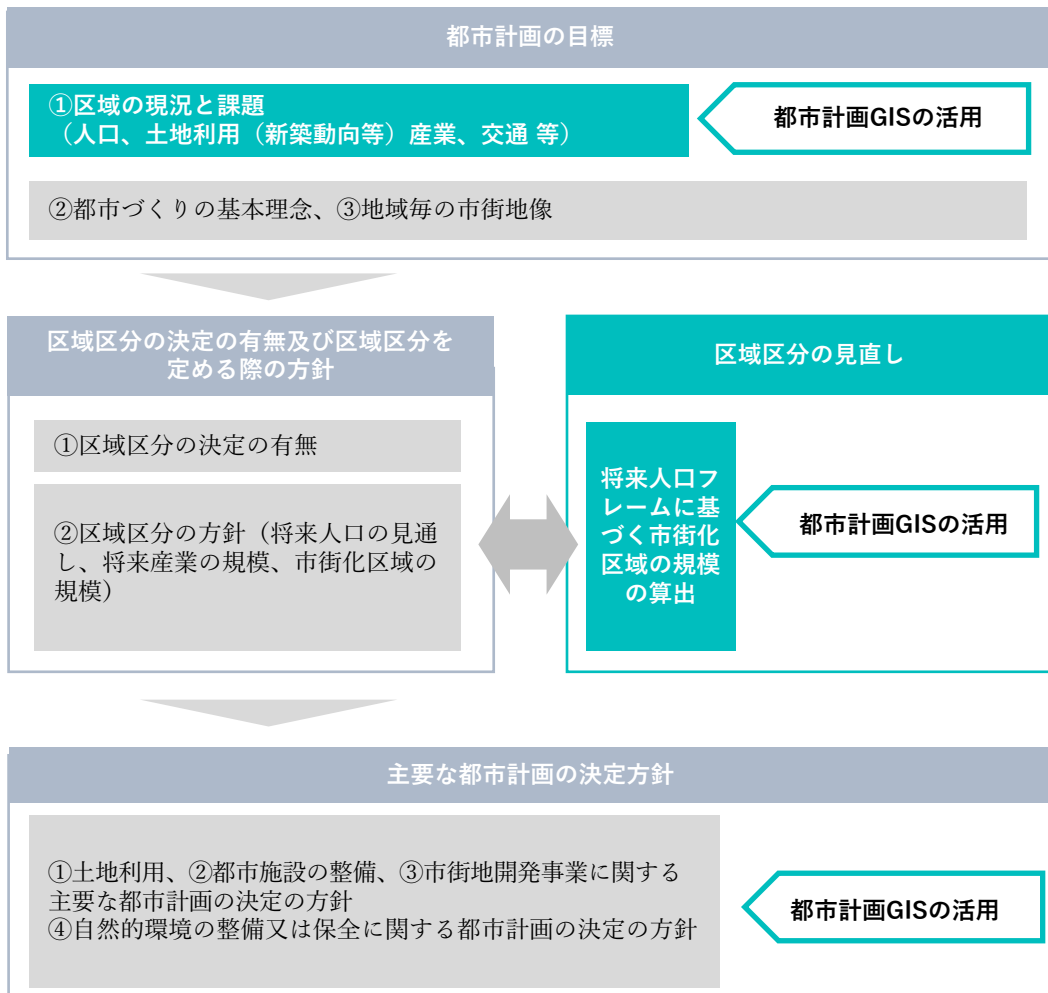 都市計画の目標
①区域の現況と課題
（人口、土地利用（新築動向等）産業、交通 等）
都市計画GISの活用
②都市づくりの基本理念、③地域毎の市街地像
区域区分の決定の有無及び区域区分を
定める際の方針
①区域区分の決定の有無
②区域区分の方針（将来人口の見通
し、将来産業の規模、市街化区域の
規模）
区域区分の見直し
将来人口フ
レームに基
づく市街化
区域の規模
の算出
都市計画GISの活用
主要な都市計画の決定方針
①土地利用、②都市施設の整備、③市街地開発事業に関する
主要な都市計画の決定の方針
④自然的環境の整備又は保全に関する都市計画の決定の方針
都市計画GISの活用